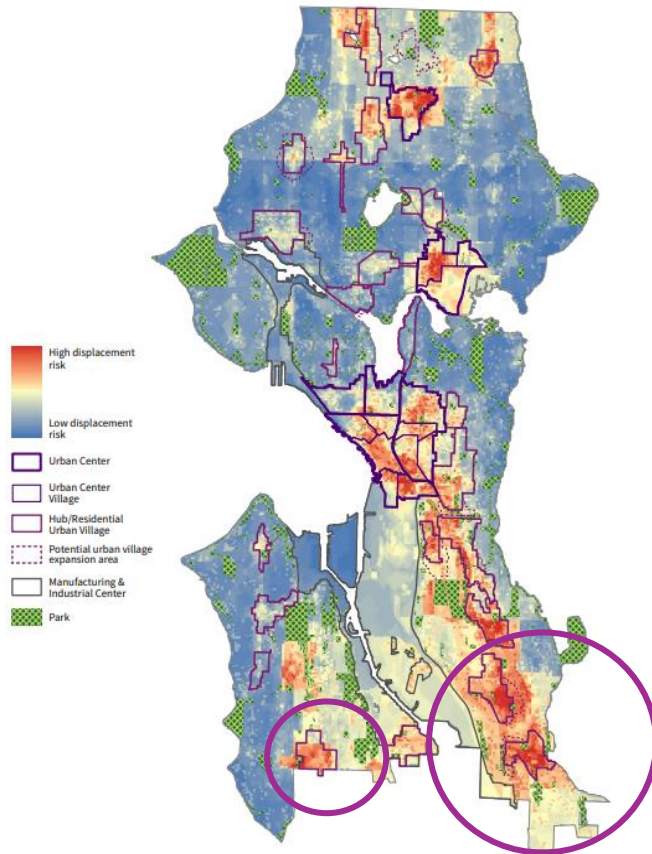 High displacement
risk
Low displacement
risk
Urban Center
Urban Center
Village
Hub/Residential
Urban Village
Potential urban village
expansion area
Manufacturing &
Industrial Center
Park